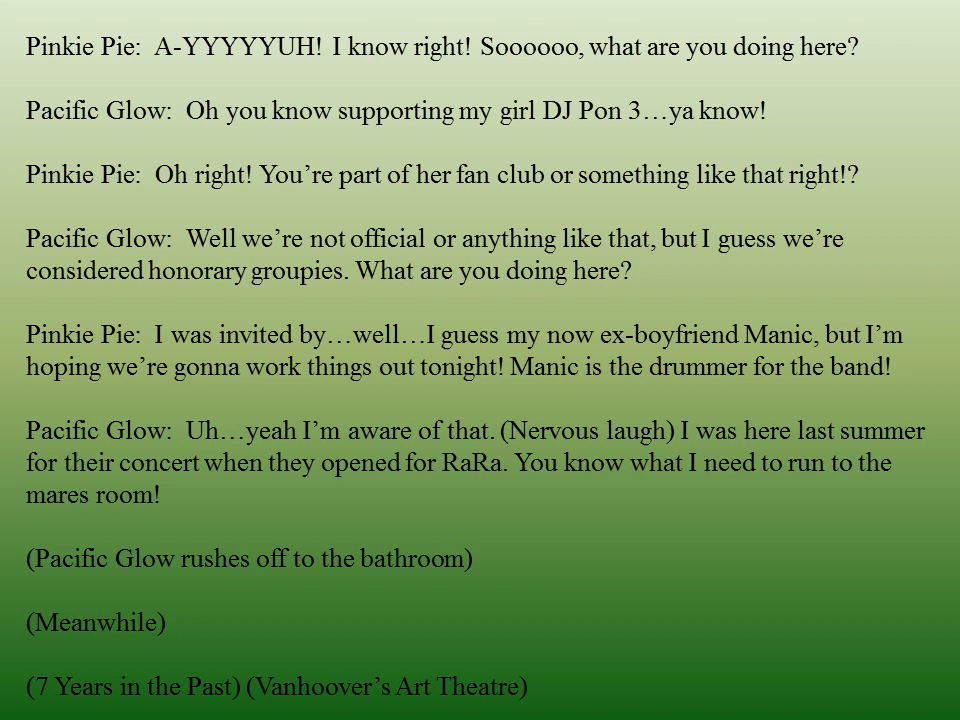 Pinkie Pie:  A-YYYYYUH! I know right! Soooooo, what are you doing here?
Pacific Glow:  Oh you know supporting my girl DJ Pon 3…ya know!
Pinkie Pie:  Oh right! You’re part of her fan club or something like that right!?
Pacific Glow:  Well we’re not official or anything like that, but I guess we’re
considered honorary groupies. What are you doing here?
Pinkie Pie:  I was invited by…well…I guess my now ex-boyfriend Manic, but I’m
hoping we’re gonna work things out tonight! Manic is the drummer for the band!
Pacific Glow:  Uh…yeah I’m aware of that. (Nervous laugh) I was here last summer
for their concert when they opened for RaRa. You know what I need to run to the
mares room!
(Pacific Glow rushes off to the bathroom)
(Meanwhile)
(7 Years in the Past) (Vanhoover’s Art Theatre)